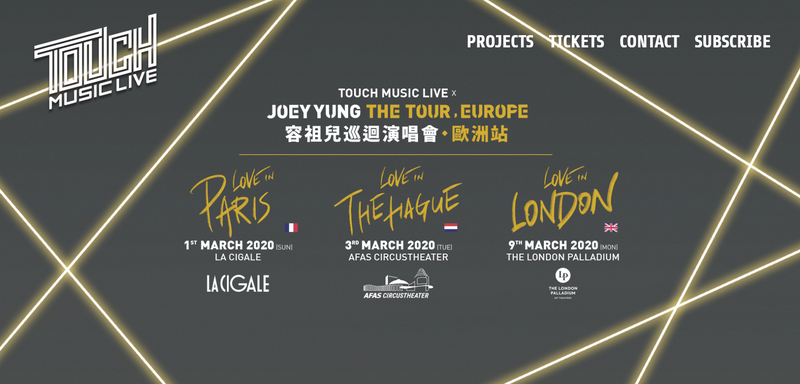 TOUCH
MUSIC LIVE
PROJECTS TICKETS CONTACT SUBSCRIBE
TOUCH MUSIC LIVE x
JOEY YUNG THE TOUR , EUROPE
容祖兒巡迴演唱會·歐洲站
LOVE IN
PARIS
1ST MARCH 2020 (SUN)
LA CIGALE
LA CIGALE
LOVE IN
THE HAGUE
3RD MARCH 2020 (TUE)
AFAS CIRCUSTHEATER
AFAS CIRCUSTHEATER
LOVE IN
LONDON
9TH MARCH 2020 (MON)
THE LONDON PALLADIUM
LP
THE LONDON
PALLADIUM